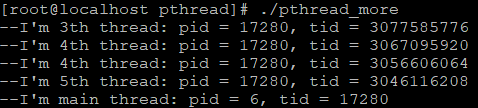 [root@localhost pthread]# ./pthread_more
--I'm 3th thread: pid = 17280, tid = 3077585776
--I'm 4th thread: pid = 17280, tid = 3067095920
--I'm 4th thread: pid = 17280, tid = 3056606064
--I'm 5th thread: pid = 17280, tid = 3046116208
--I'm main thread: pid = 6, tid = 17280